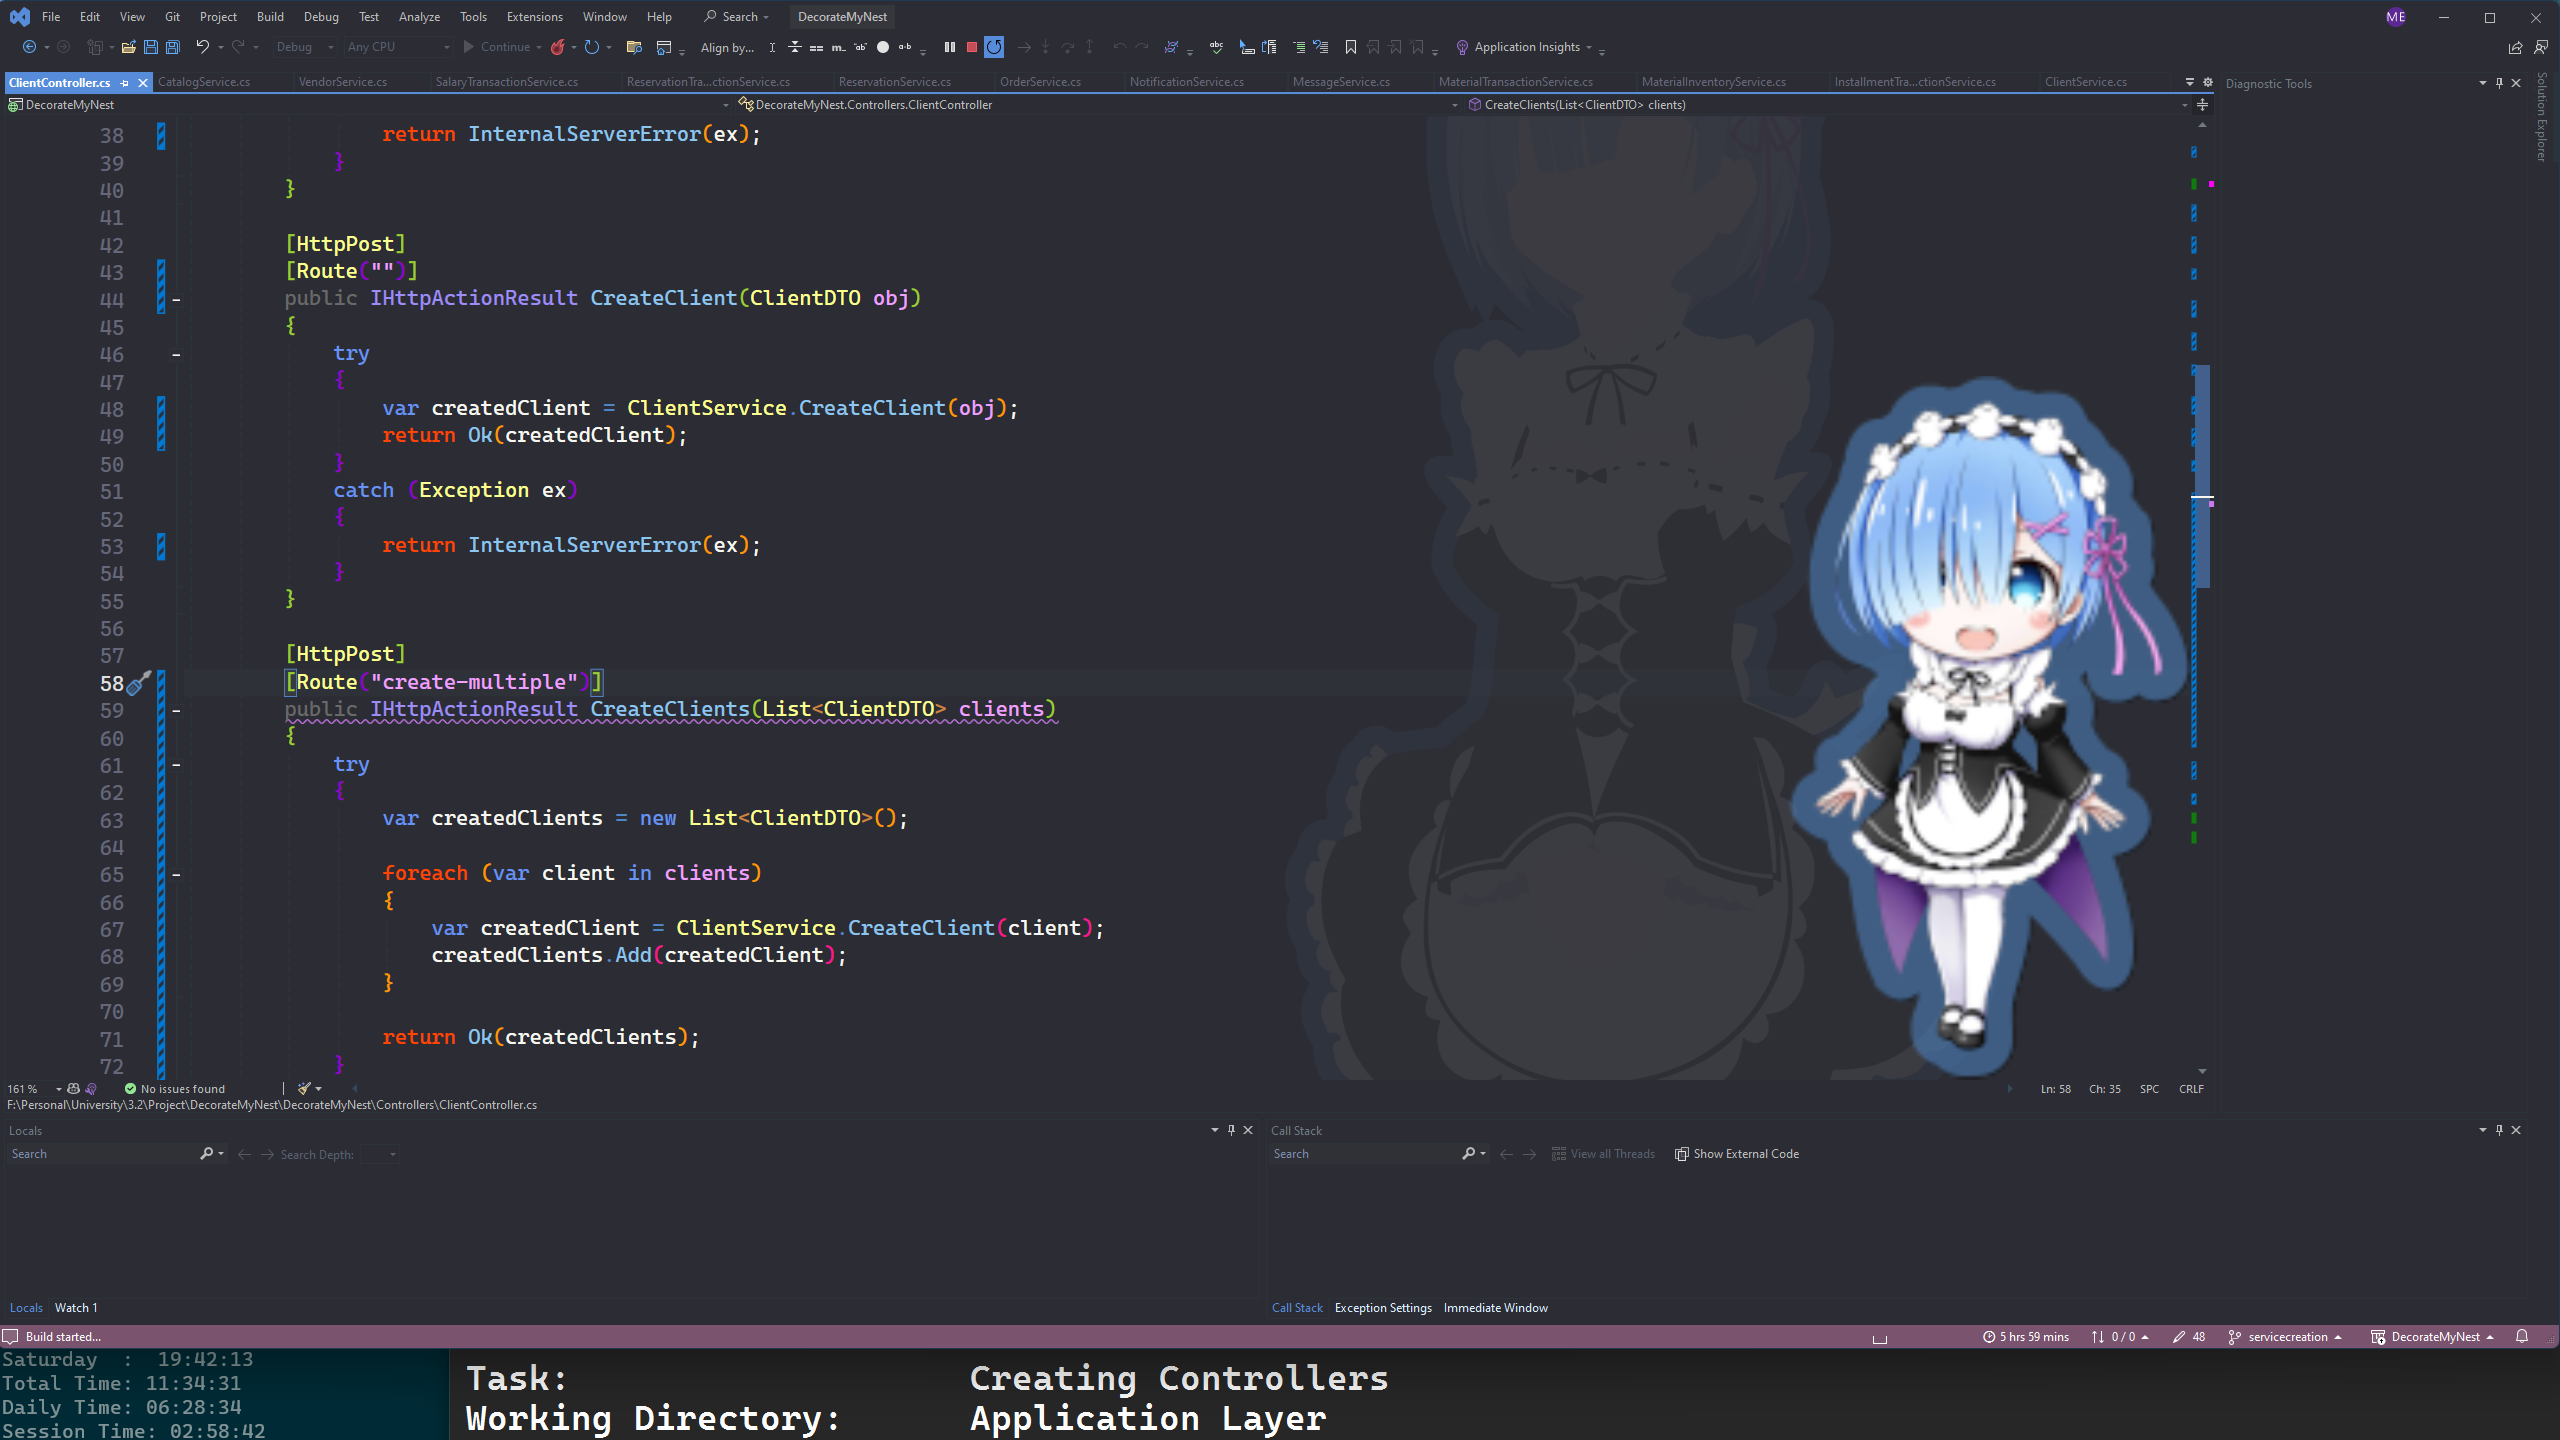 File Edit View Git Project Build Debug Test Analyze Tools Extensions Window Help Search DecorateMyNest ME
Debug Any CPU Continue Align by... Application Insights
ClientController.cs CatalogService.cs VendorService.cs SalaryTransactionService.cs ReservationTra...ctionService.cs ReservationService.cs OrderService.cs NotificationService.cs MessageService.cs MaterialTransactionService.cs MaterialInventoryService.cs InstallmentTra...ctionService.cs ClientService.cs Diagnostic Tools
Solution Explorer
DecorateMyNest DecorateMyNest.Controllers.ClientController CreateClients(List<ClientDTO> clients)
38 return InternalServerError(ex);
39 }
40 }
41
42 [HttpPost]
43 [Route("")]
44 public IHttpActionResult CreateClient(ClientDTO obj)
45 {
46 try
47 {
48 var createdClient = ClientService.CreateClient(obj);
49 return Ok(createdClient);
50 }
51 catch (Exception ex)
52 {
53 return InternalServerError(ex);
54 }
55 }
56
57 [HttpPost]
58 [Route("create-multiple")]
59 public IHttpActionResult CreateClients(List<ClientDTO> clients)
60 {
61 try
62 {
63 var createdClients = new List<ClientDTO>();
64
65 foreach (var client in clients)
66 {
67 var createdClient = ClientService.CreateClient(client);
68 createdClients.Add(createdClient);
69 }
70
71 return Ok(createdClients);
72 }
161 % No issues found Ln: 58 Ch: 35 SPC CRLF
F:\Personal\University\3.2\Project\DecorateMyNest\DecorateMyNest\Controllers\ClientController.cs
Locals
Search Search Depth:
Call Stack
Search View all Threads Show External Code
Locals Watch 1
Call Stack Exception Settings Immediate Window
Build started... 5 hrs 59 mins 0 / 0 48 servicecreation DecorateMyNest
Saturday : 19:42:13
Total Time: 11:34:31
Daily Time: 06:28:34
Session Time: 02:58:42
Task: Creating Controllers
Working Directory: Application Layer